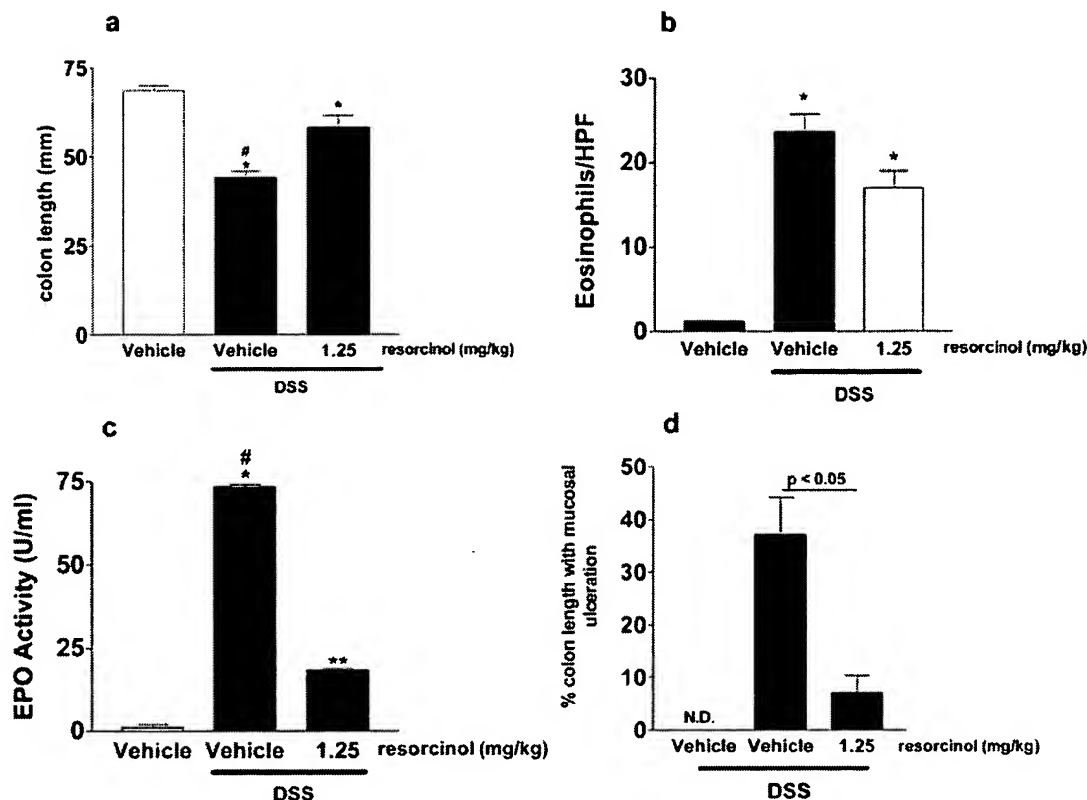 a
75
50
25
0
colon length (mm)
#
*
*
Vehicle Vehicle 1.25 resorcinol (mg/kg)
DSS
b
30
20
10
0
Eosinophils/HPF
*
*
Vehicle Vehicle 1.25 resorcinol (mg/kg)
DSS
c
75
50
25
0
EPO Activity (U/ml)
#
*
**
Vehicle Vehicle 1.25 resorcinol (mg/kg)
DSS
d
50
40
30
20
10
0
% colon length with mucosal
ulceration
p < 0.05
N.D.
Vehicle Vehicle 1.25 resorcinol (mg/kg)
DSS